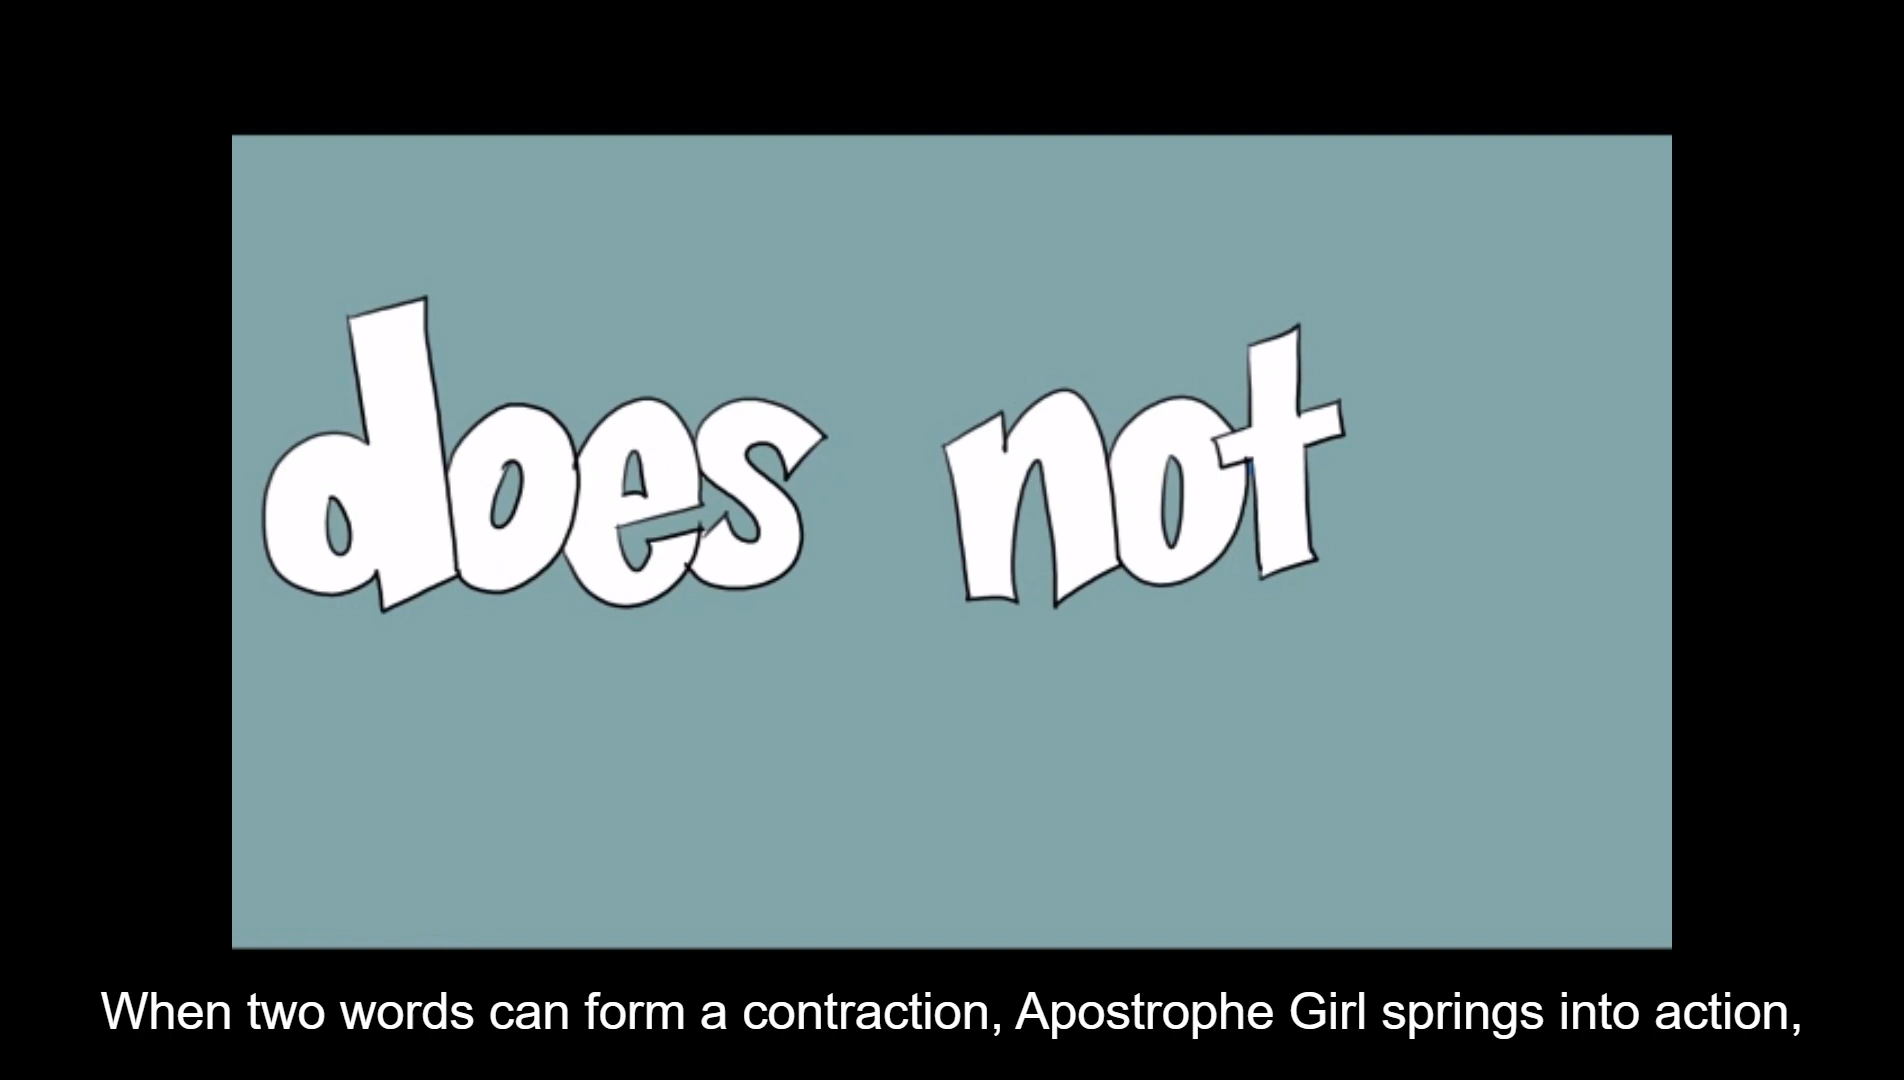 does not
When two words can form a contraction, Apostrophe Girl springs into action,